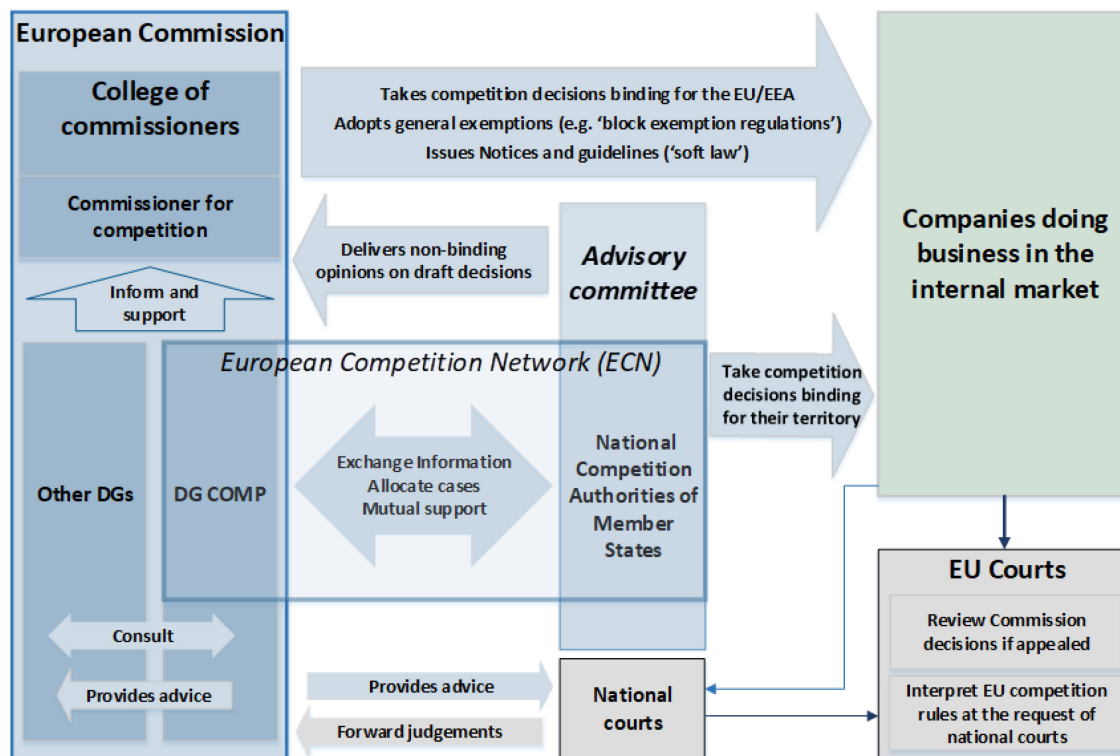 European Commission
College of
commissioners
Commissioner for
competition
Inform and
support
Other DGs
DG COMP
Consult
Provides advice
Takes competition decisions binding for the EU/EEA
Adopts general exemptions (e.g. ‘block exemption regulations’)
Issues Notices and guidelines (‘soft law’)
Delivers non-binding
opinions on draft decisions
Advisory
committee
European Competition Network (ECN)
Exchange Information
Allocate cases
Mutual support
National
Competition
Authorities of
Member
States
Take competition
decisions binding
for their territory
Companies doing
business in the
internal market
Provides advice
Forward judgements
National
courts
EU Courts
Review Commission
decisions if appealed
Interpret EU competition
rules at the request of
national courts